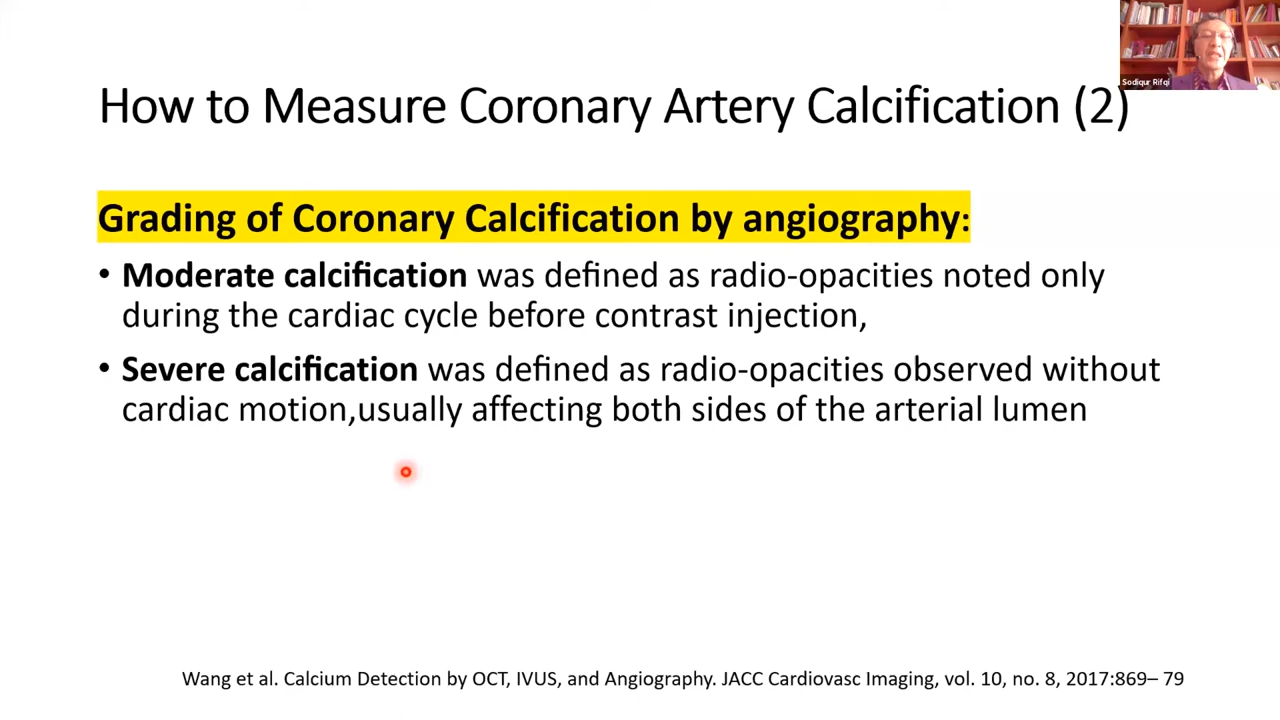 Sodiqur Rifqi
How to Measure Coronary Artery Calcification (2)
Grading of Coronary Calcification by angiography:
• Moderate calcification was defined as radio-opacities noted only
during the cardiac cycle before contrast injection,
• Severe calcification was defined as radio-opacities observed without
cardiac motion,usually affecting both sides of the arterial lumen
Wang et al. Calcium Detection by OCT, IVUS, and Angiography. JACC Cardiovasc Imaging, vol. 10, no. 8, 2017:869– 79